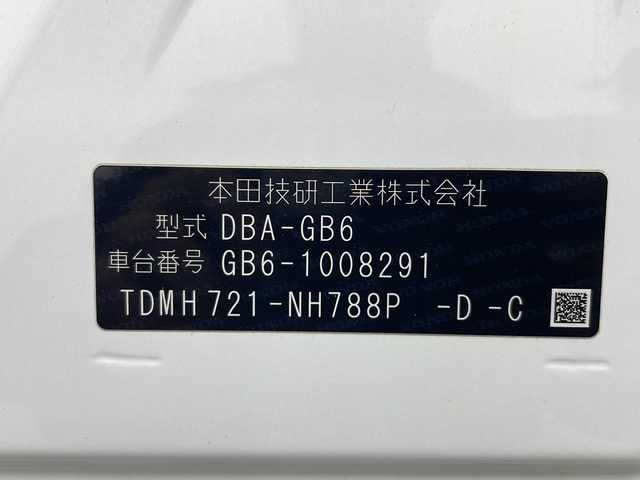 本田技研工業株式会社
型式 DBA-GB6
車台番号 GB6-1008291
TDMH721-NH788P -D -C